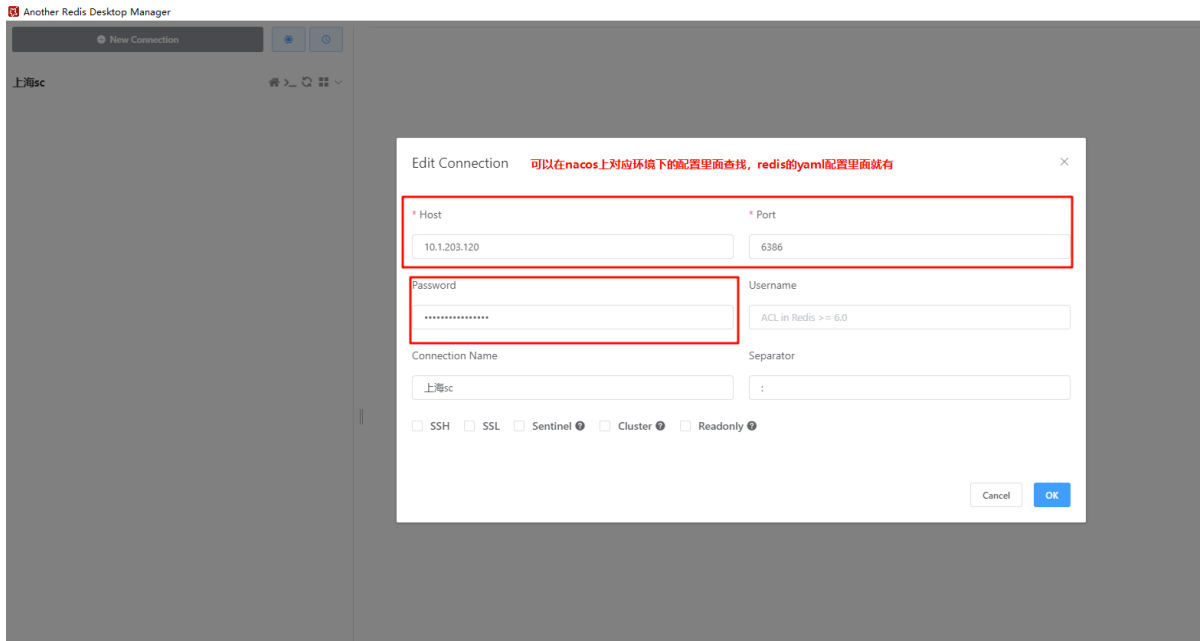 Another Redis Desktop Manager
New Connection
上海sc
Edit Connection 可以在nacos上对应环境下的配置里面查找，redis的yaml配置里面就有
* Host * Port
10.1.203.120 6386
Password Username
•••••••••••••••• ACL in Redis >= 6.0
Connection Name Separator
上海sc :
SSH SSL Sentinel Cluster Readonly
Cancel OK